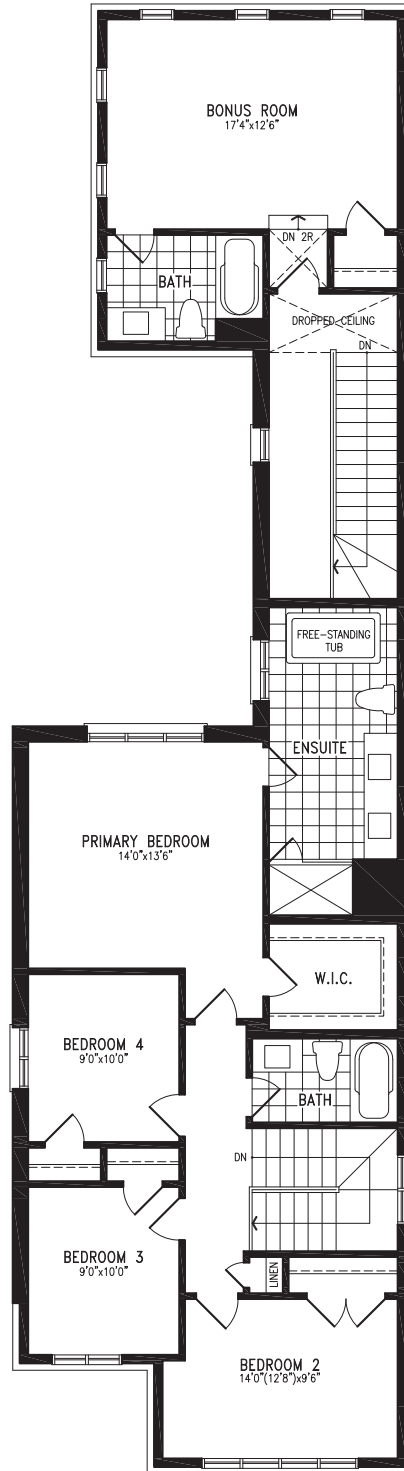 BONUS ROOM
17'4"x12'6"
DN 2R
BATH
DROPPED CEILING
DN
FREE-STANDING
TUB
ENSUITE
PRIMARY BEDROOM
14'0"x13'6"
W.I.C.
BEDROOM 4
9'0"x10'0"
BATH
DN
BEDROOM 3
9'0"x10'0"
LINEN
BEDROOM 2
14'0"(12'8")x9'6"